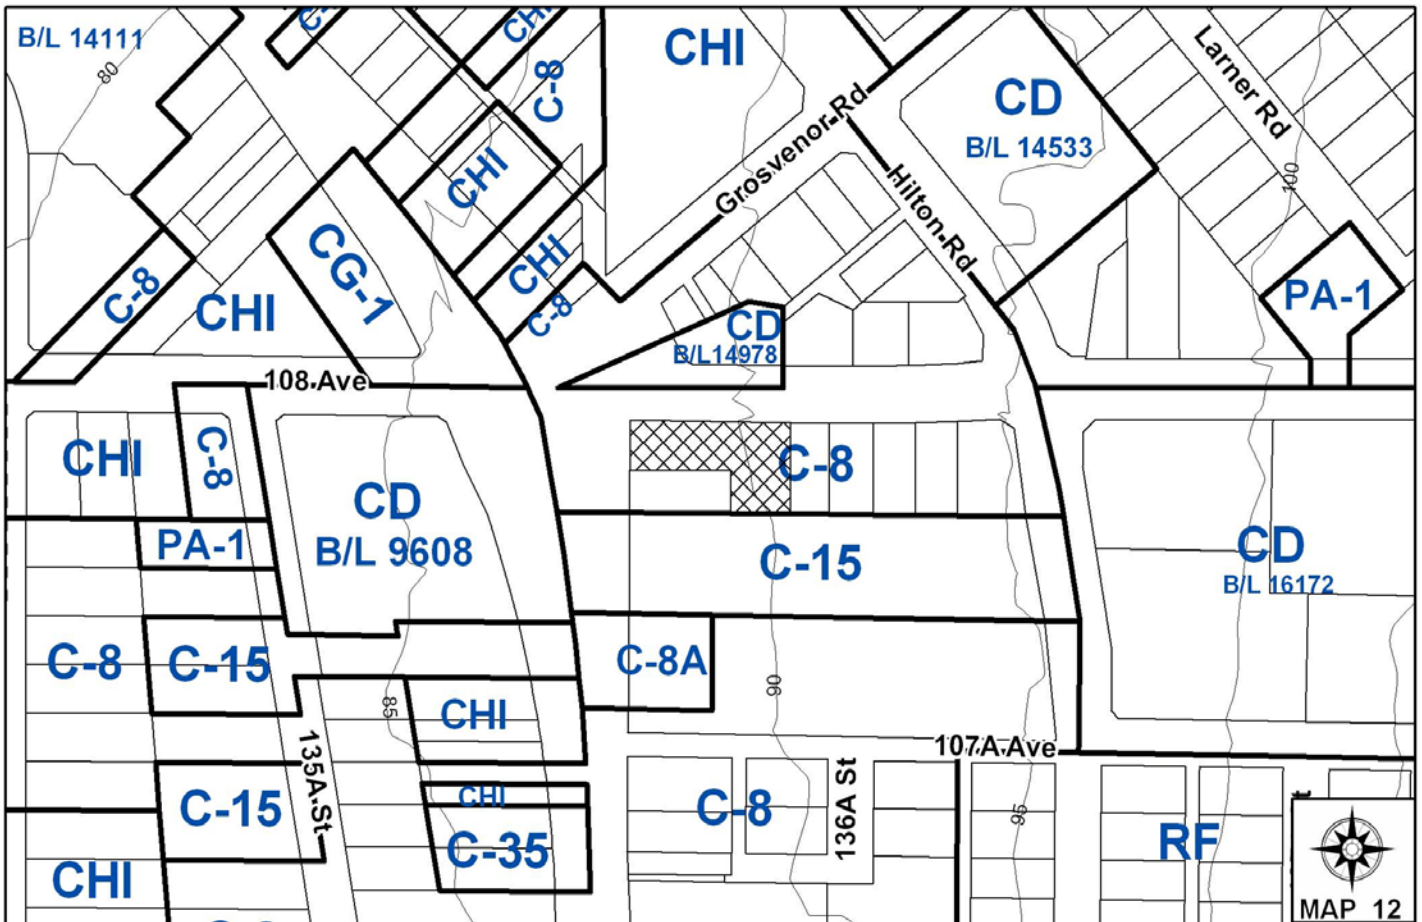 B/L 14111
80
CHI
C-8
CHI
Larner Rd
CD
B/L 14533
Grosvenor Rd
Hilton Rd
100
CHI
CHI
C-8
CG-1
C-8
CHI
PA-1
CD
B/L14978
108 Ave
CHI
C-8
CD
B/L 9608
C-8
PA-1
C-15
CD
B/L 16172
C-8
C-15
C-8A
85
CHI
90
107A Ave
135A St
C-15
CHI
C-35
C-8
136A St
95
RF
CHI
MAP 12